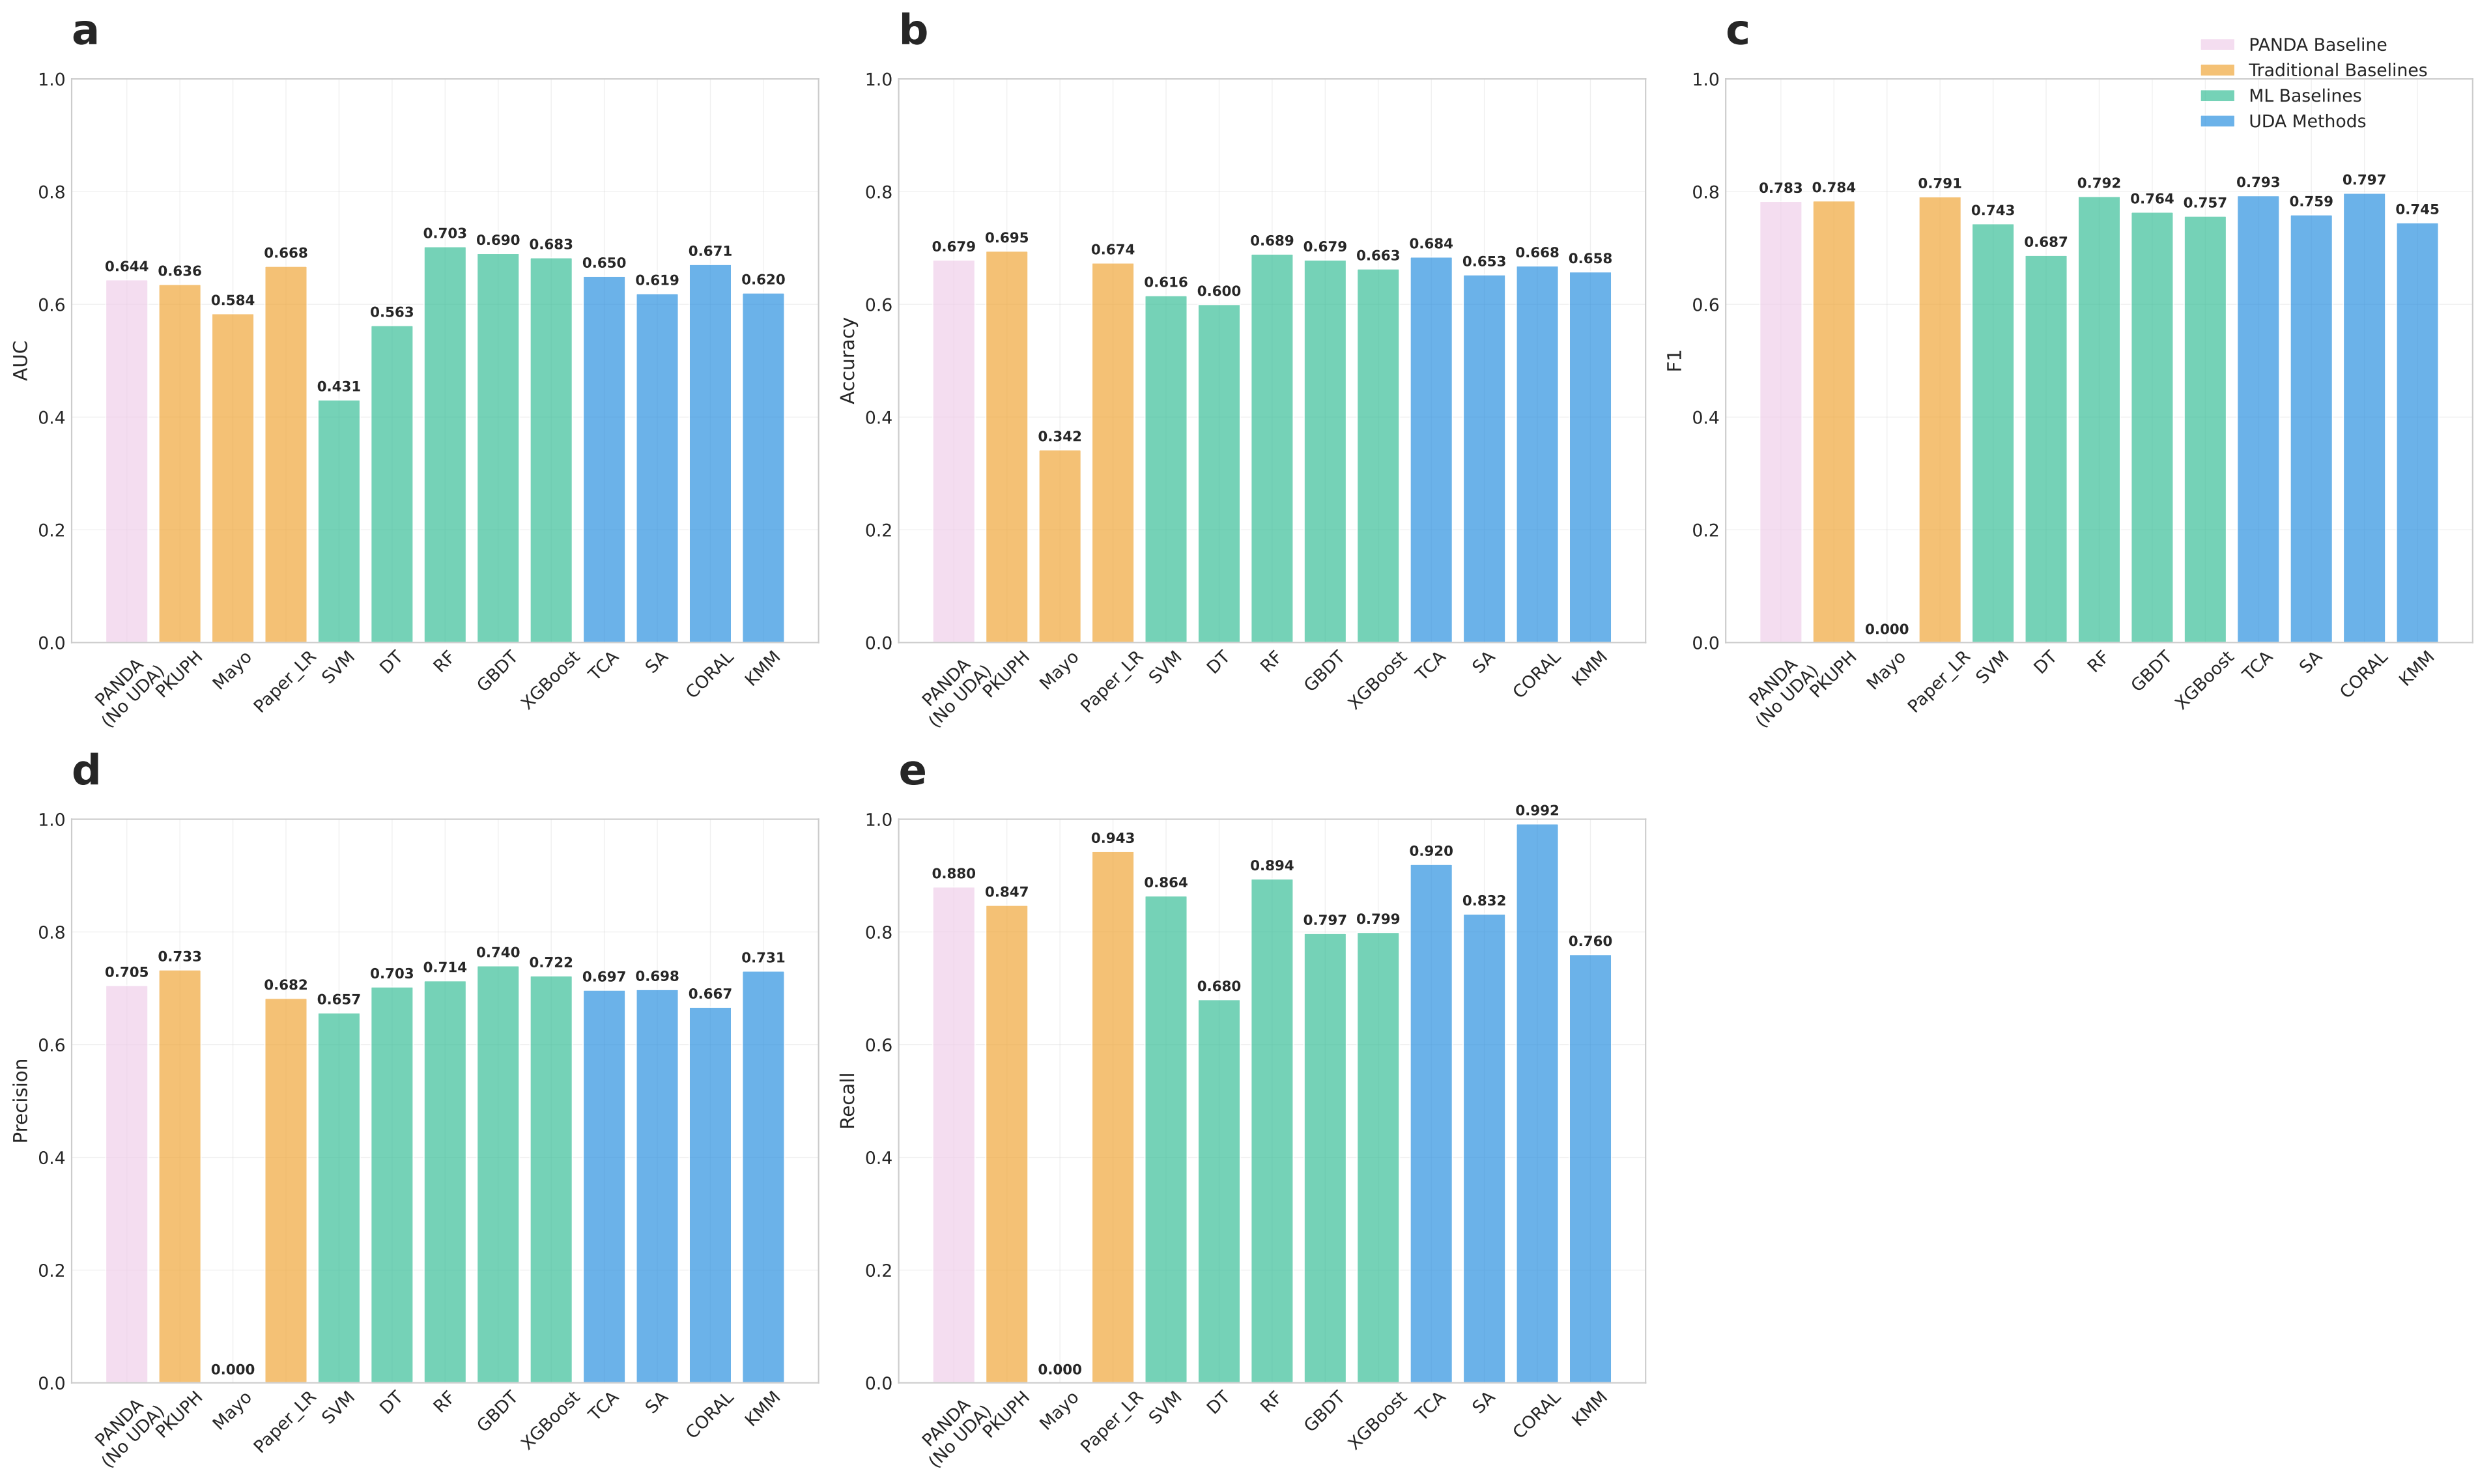 a
AUC
1.0
0.8
0.6
0.4
0.2
0.0
0.644
0.636
0.584
0.668
0.431
0.563
0.703
0.690
0.683
0.650
0.619
0.671
0.620
PANDA
(No UDA)
PKUPH
Mayo
Paper_LR
SVM
DT
RF
GBDT
XGBoost
TCA
SA
CORAL
KMM
b
Accuracy
1.0
0.8
0.6
0.4
0.2
0.0
0.679
0.695
0.342
0.674
0.616
0.600
0.689
0.679
0.663
0.684
0.653
0.668
0.658
PANDA
(No UDA)
PKUPH
Mayo
Paper_LR
SVM
DT
RF
GBDT
XGBoost
TCA
SA
CORAL
KMM
c
PANDA Baseline
Traditional Baselines
ML Baselines
UDA Methods
F1
1.0
0.8
0.6
0.4
0.2
0.0
0.783
0.784
0.000
0.791
0.743
0.687
0.792
0.764
0.757
0.793
0.759
0.797
0.745
PANDA
(No UDA)
PKUPH
Mayo
Paper_LR
SVM
DT
RF
GBDT
XGBoost
TCA
SA
CORAL
KMM
d
Precision
1.0
0.8
0.6
0.4
0.2
0.0
0.705
0.733
0.000
0.682
0.657
0.703
0.714
0.740
0.722
0.697
0.698
0.667
0.731
PANDA
(No UDA)
PKUPH
Mayo
Paper_LR
SVM
DT
RF
GBDT
XGBoost
TCA
SA
CORAL
KMM
e
Recall
1.0
0.8
0.6
0.4
0.2
0.0
0.880
0.847
0.000
0.943
0.864
0.680
0.894
0.797
0.799
0.920
0.832
0.992
0.760
PANDA
(No UDA)
PKUPH
Mayo
Paper_LR
SVM
DT
RF
GBDT
XGBoost
TCA
SA
CORAL
KMM